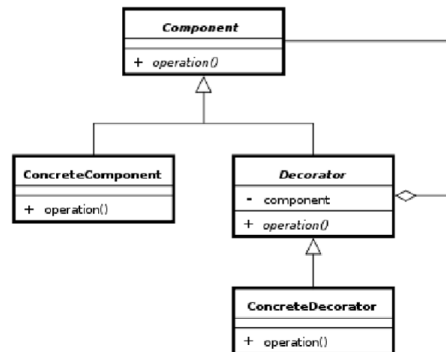 Component
+ operation()
ConcreteComponent
+ operation()
Decorator
- component
+ operation()
ConcreteDecorator
+ operation()